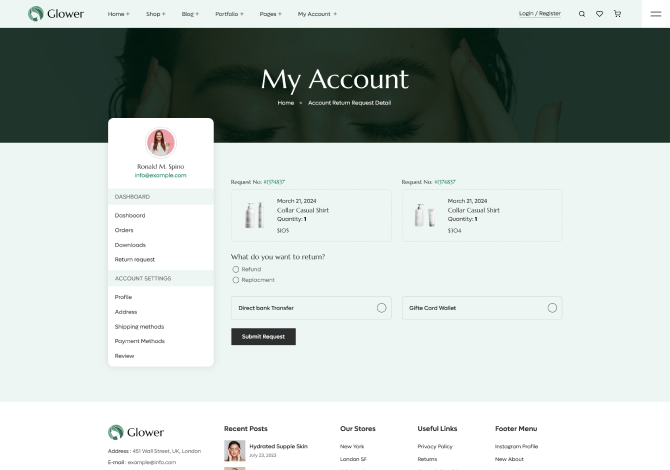 Glower
Home + Shop + Blog + Portfolio + Pages + My Account + Login / Register
My Account
Home Account Return Request Detail
Ronald M. Spino
info@example.com
DASHBOARD
Dashboard
Orders
Downloads
Return request
ACCOUNT SETTINGS
Profile
Address
Shipping methods
Payment Methods
Review
Request No: #1374837
March 21, 2024
Collar Casual Shirt
Quantity: 1
$105
Request No: #1374837
March 21, 2024
Collar Casual Shirt
Quantity: 1
$104
What do you want to return?
Refund
Replacment
Direct bank Transfer
Gifte Card Wallet
Submit Request
Glower
Address : 451 Wall Street, UK, London
E-mail : example@info.com
Recent Posts
Hydrated Supple Skin
July 23, 2023
Our Stores
New York
London SF
Useful Links
Privacy Policy
Returns
Footer Menu
Instagram Profile
New About